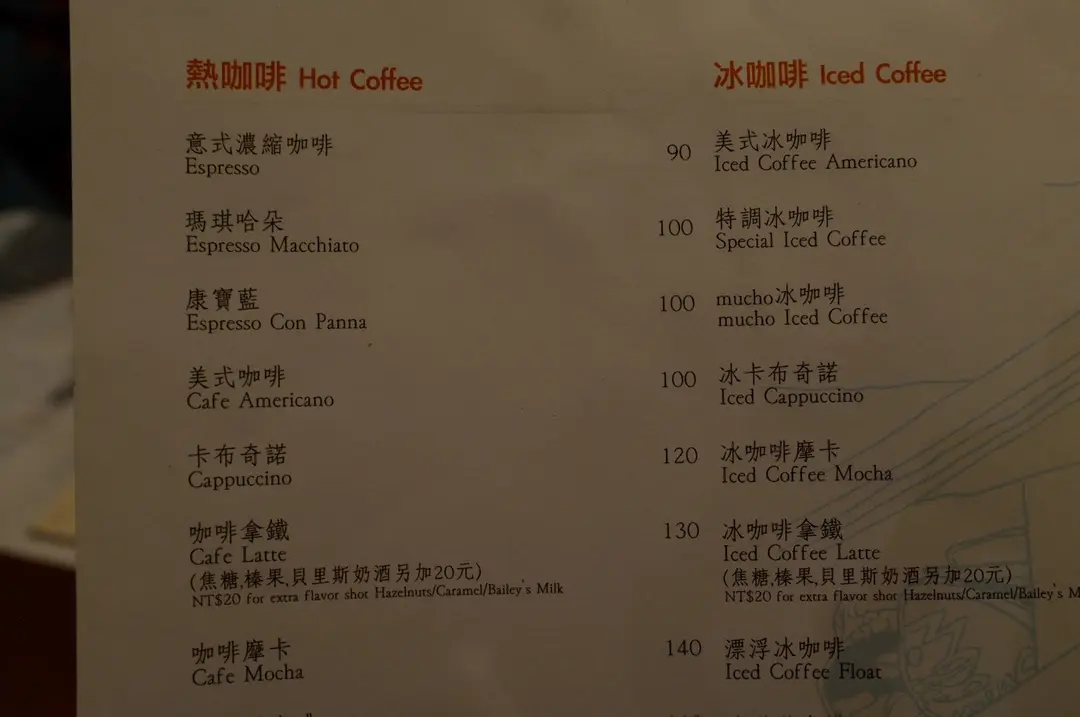 熱咖啡 Hot Coffee
意式濃縮咖啡 90
Espresso
瑪琪哈朵 100
Espresso Macchiato
康寶藍 100
Espresso Con Panna
美式咖啡 100
Cafe Americano
卡布奇諾 120
Cappuccino
咖啡拿鐵 130
Cafe Latte
(焦糖,榛果,貝里斯奶酒另加20元)
NT$20 for extra flavor shot Hazelnuts/Caramel/Bailey's Milk
咖啡摩卡 140
Cafe Mocha
冰咖啡 Iced Coffee
美式冰咖啡
Iced Coffee Americano
特調冰咖啡
Special Iced Coffee
mucho冰咖啡
mucho Iced Coffee
冰卡布奇諾
Iced Cappuccino
冰咖啡摩卡
Iced Coffee Mocha
冰咖啡拿鐵
Iced Coffee Latte
(焦糖,榛果,貝里斯奶酒另加20元)
NT$20 for extra flavor shot Hazelnuts/Caramel/Bailey's M
漂浮冰咖啡
Iced Coffee Float